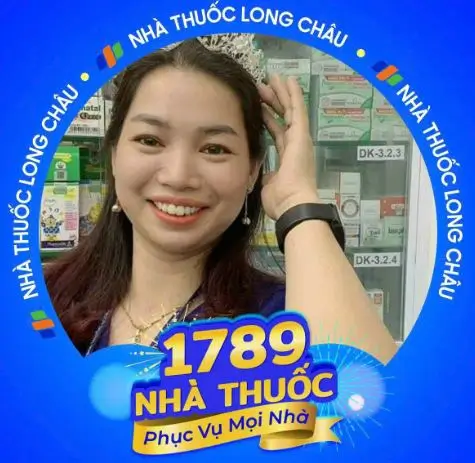 NHÀ THUỐC LONG CHÂU
NHÀ THUỐC LONG CHÂU
NHÀ THUỐC LONG CHÂU
DK-3.2.3
DK-3.2.4
1789
NHÀ THUỐC
Phục Vụ Mọi Nhà